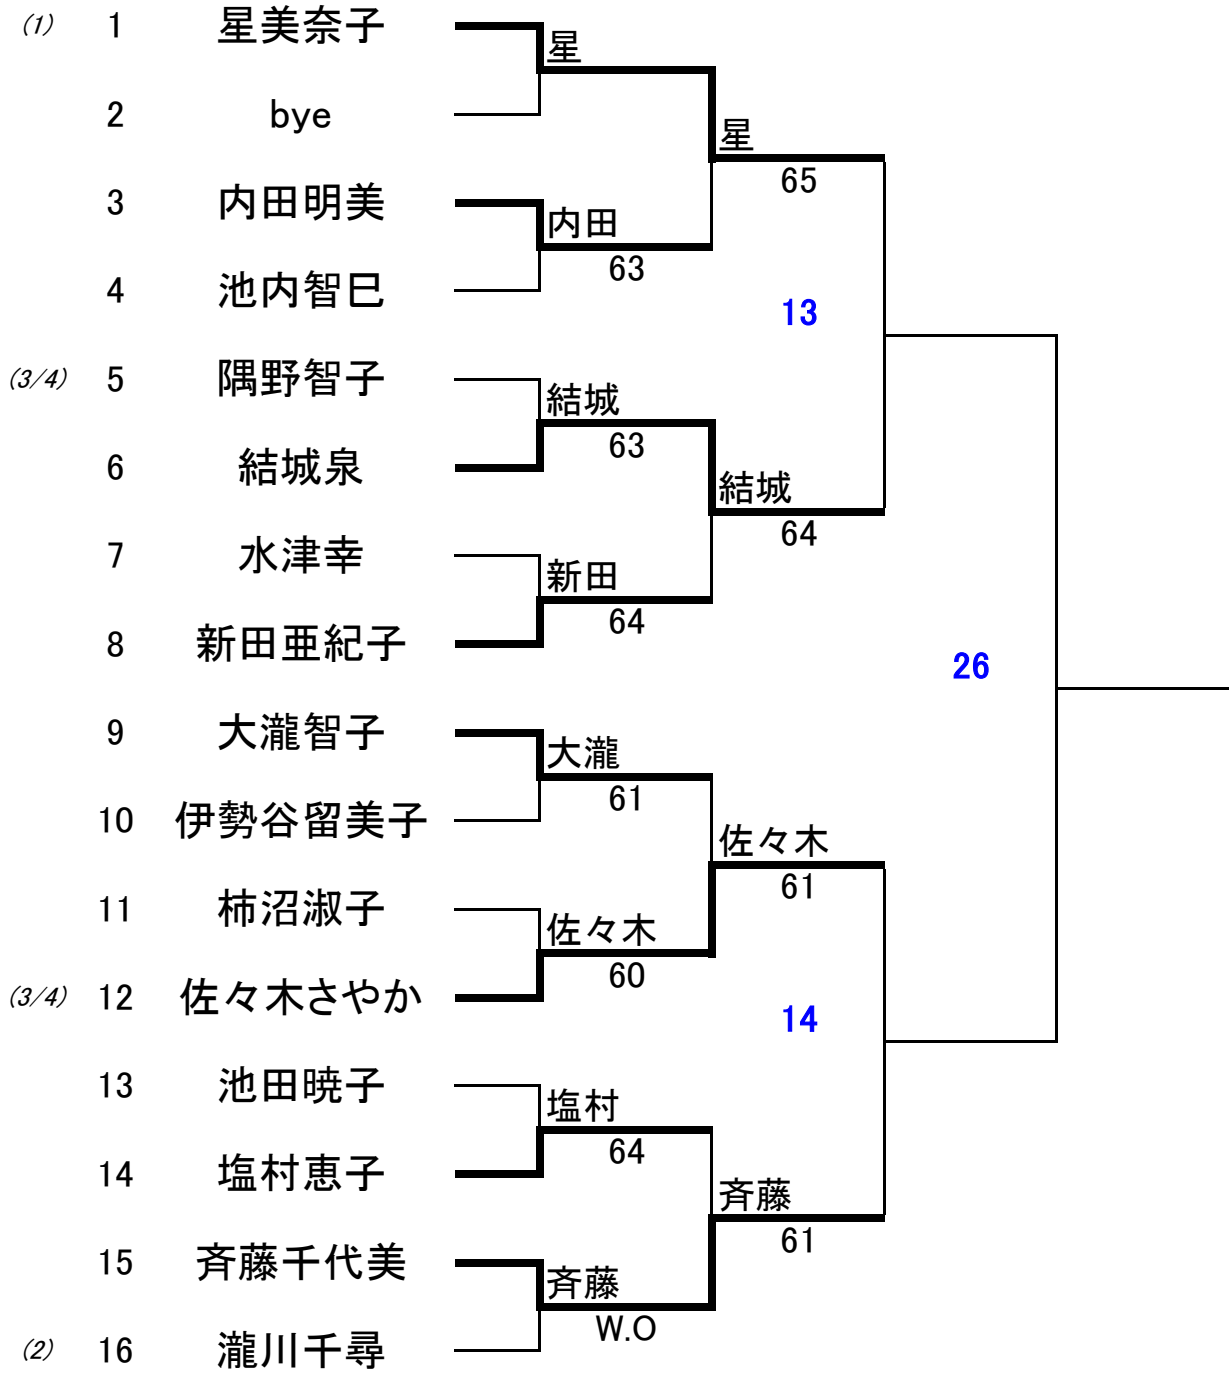 (1) 1 星美奈子
星
2 bye
星
65
3 内田明美
内田
63
4 池内智巳
13
(3/4) 5 隅野智子
結城
63
6 結城泉
結城
64
7 水津幸
新田
64
8 新田亜紀子
26
9 大瀧智子
大瀧
61
10 伊勢谷留美子
佐々木
61
11 柿沼淑子
佐々木
60
(3/4) 12 佐々木さやか
14
13 池田暁子
塩村
64
14 塩村恵子
斉藤
61
15 斉藤千代美
斉藤
W.O
(2) 16 瀧川千尋